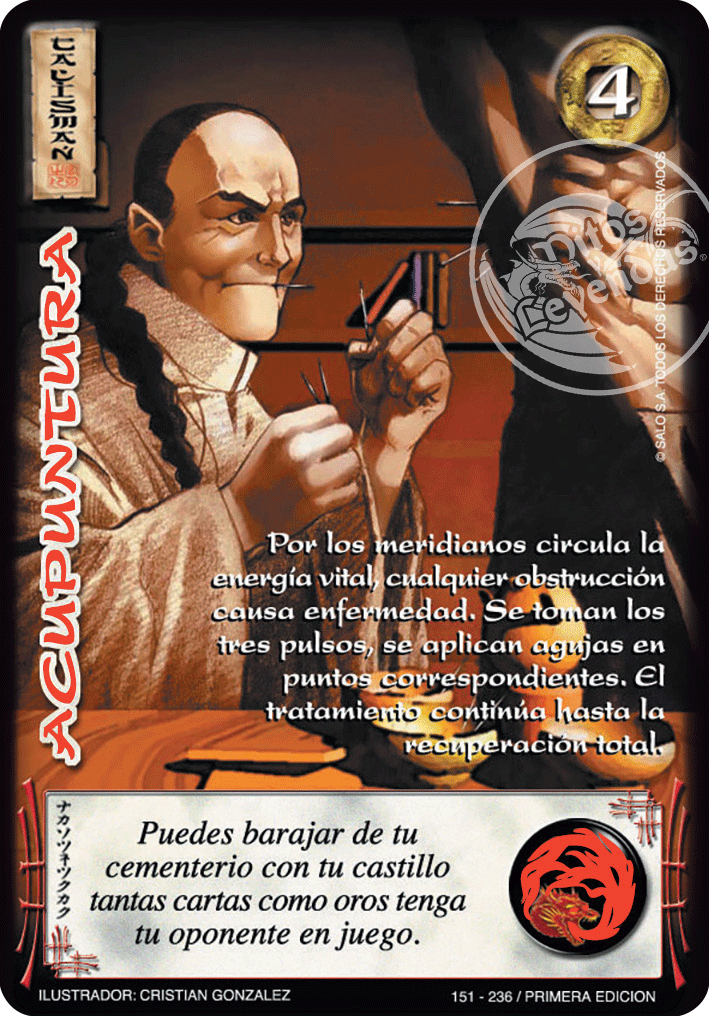 TALISMAN
4
ACUPUNTURA
Mitos
y
Leyendas
®
© SALO S.A. TODOS LOS DERECHOS RESERVADOS
Por los meridianos circula la
energía vital, cualquier obstrucción
causa enfermedad. Se toman los
tres pulsos, se aplican agujas en
puntos correspondientes. El
tratamiento continúa hasta la
recuperación total.
ナカソツネツクカク
Puedes barajar de tu
cementerio con tu castillo
tantas cartas como oros tenga
tu oponente en juego.
ILUSTRADOR: CRISTIAN GONZALEZ
151 - 236 / PRIMERA EDICION